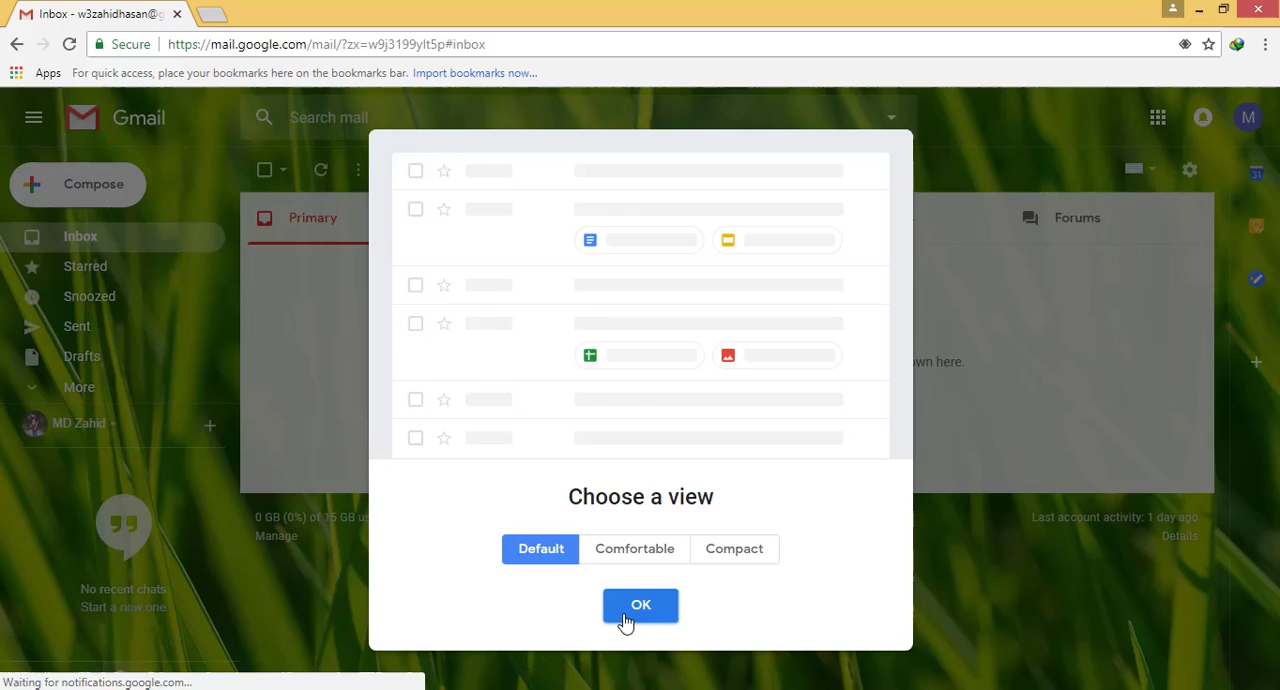 Inbox - w3zahidhasan@g
Secure https://mail.google.com/mail/?zx=w9j3199ylt5p#inbox
Apps For quick access, place your bookmarks here on the bookmarks bar. Import bookmarks now...
Gmail
Search mail
M
Compose
Primary
Forums
Inbox
Starred
Snoozed
Sent
Drafts
More
MD Zahid
own here.
0 GB (0%) of 15 GB us
Manage
Last account activity: 1 day ago
Details
No recent chats
Start a new one
31
Choose a view
Default Comfortable Compact
OK
Waiting for notifications.google.com...